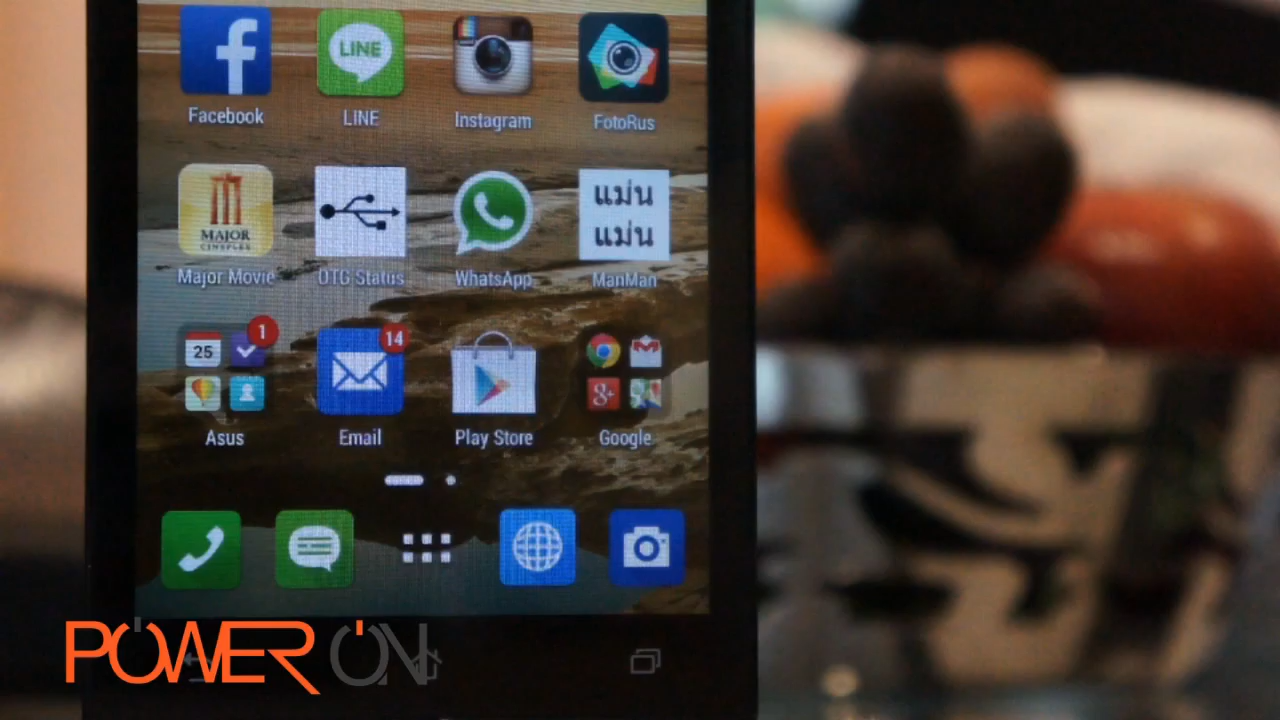 Facebook
LINE
LINE
Instagram
FotoRus
MAJOR
CINEPLEX
แม่น
แม่น
Major Movie
OTG Status
WhatsApp
ManMan
1
14
25
g+
Asus
Email
Play Store
Google
POWER ON